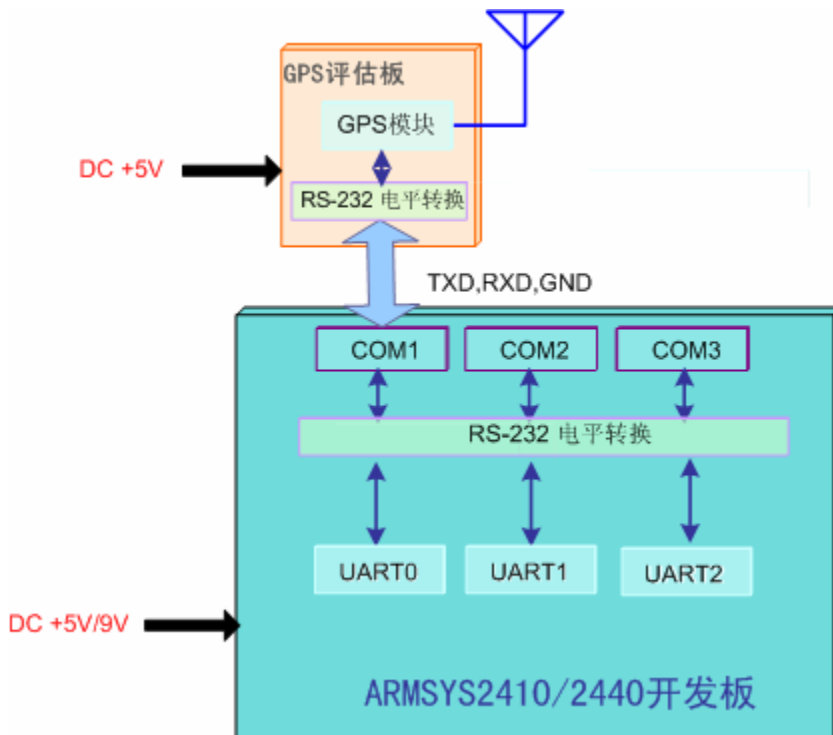 GPS评估板
GPS模块
DC +5V
RS-232 电平转换
TXD,RXD,GND
COM1 COM2 COM3
RS-232 电平转换
UART0 UART1 UART2
DC +5V/9V
ARMSYS2410/2440开发板